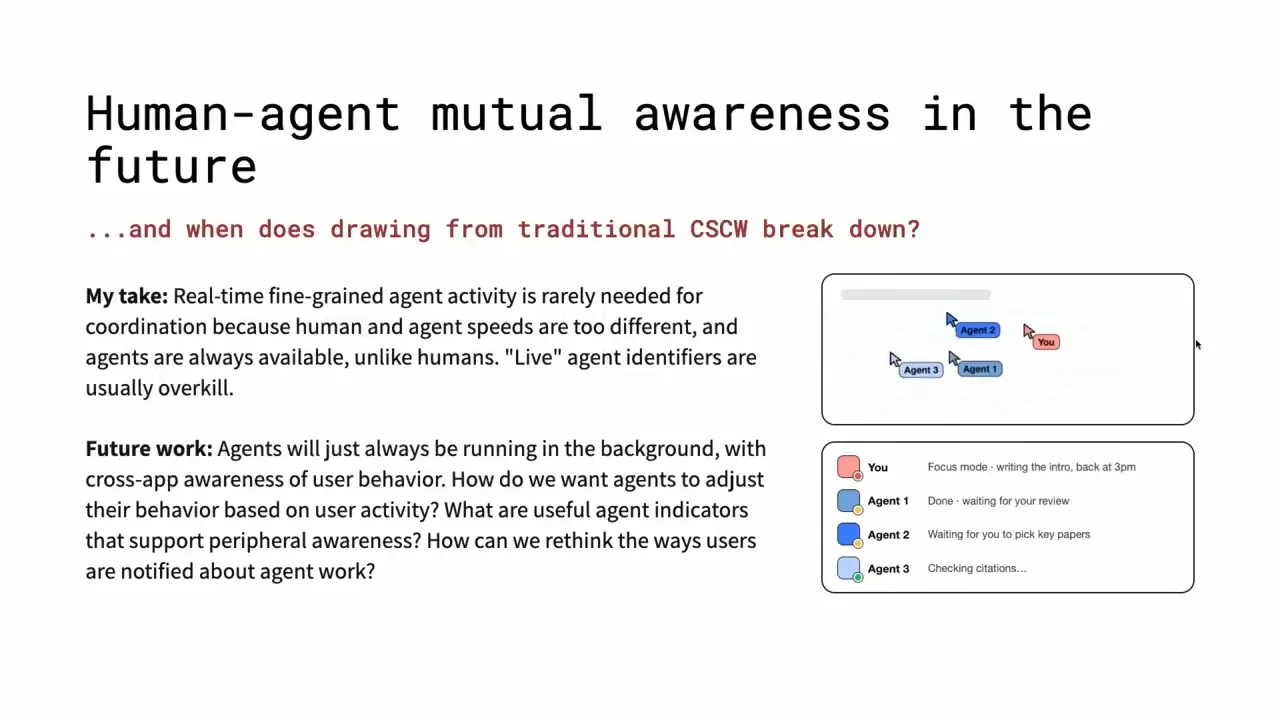 Human-agent mutual awareness in the
future
...and when does drawing from traditional CSCW break down?
My take: Real-time fine-grained agent activity is rarely needed for
coordination because human and agent speeds are too different, and
agents are always available, unlike humans. "Live" agent identifiers are
usually overkill.
Future work: Agents will just always be running in the background, with
cross-app awareness of user behavior. How do we want agents to adjust
their behavior based on user activity? What are useful agent indicators
that support peripheral awareness? How can we rethink the ways users
are notified about agent work?
Agent 2
You
Agent 3
Agent 1
You Focus mode · writing the intro, back at 3pm
Agent 1 Done · waiting for your review
Agent 2 Waiting for you to pick key papers
Agent 3 Checking citations...